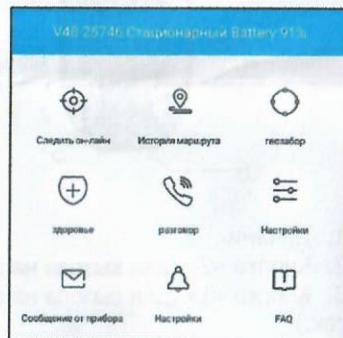 V48-25746 Стационарный Battery:91%
Следить он-лайн История маршрута геозабор
здоровье разговор Настройки
Сообщение от прибора Настройки FAQ